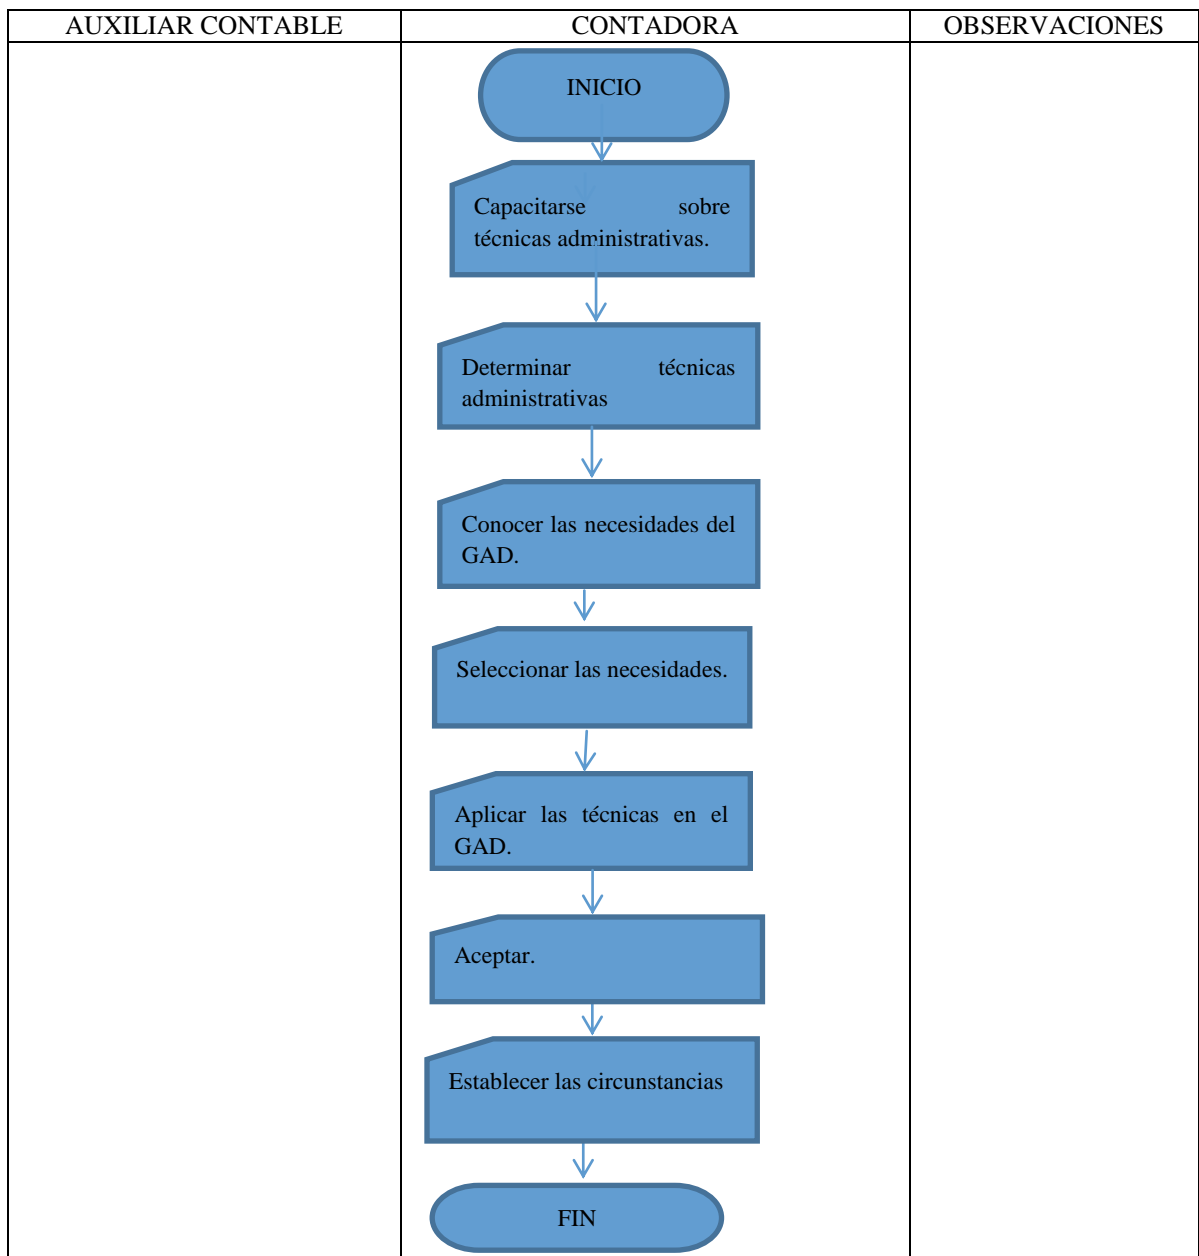 AUXILIAR CONTABLE
CONTADORA
OBSERVACIONES
INICIO
Capacitarse sobre
técnicas administrativas.
Determinar técnicas
administrativas
Conocer las necesidades del
GAD.
Seleccionar las necesidades.
Aplicar las técnicas en el
GAD.
Aceptar.
Establecer las circunstancias
FIN